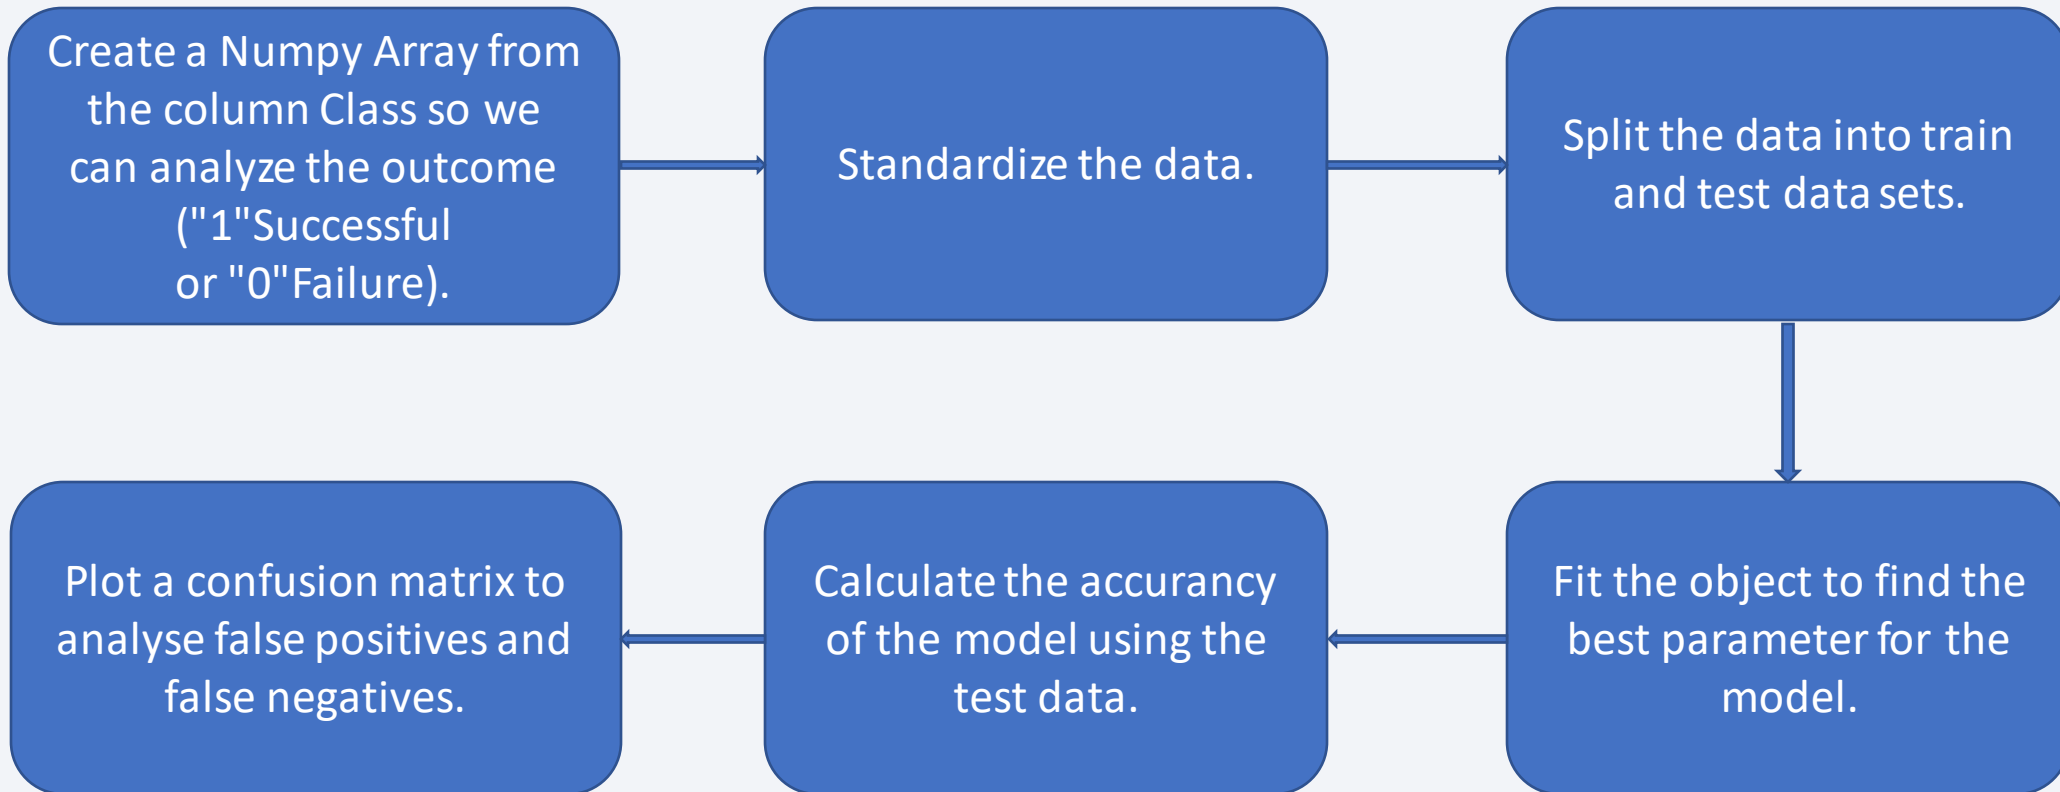 Create a Numpy Array from
the column Class so we
can analyze the outcome
("1"Successful
or "0"Failure).
Standardize the data.
Split the data into train
and test data sets.
Fit the object to find the
best parameter for the
model.
Calculate the accurancy
of the model using the
test data.
Plot a confusion matrix to
analyse false positives and
false negatives.